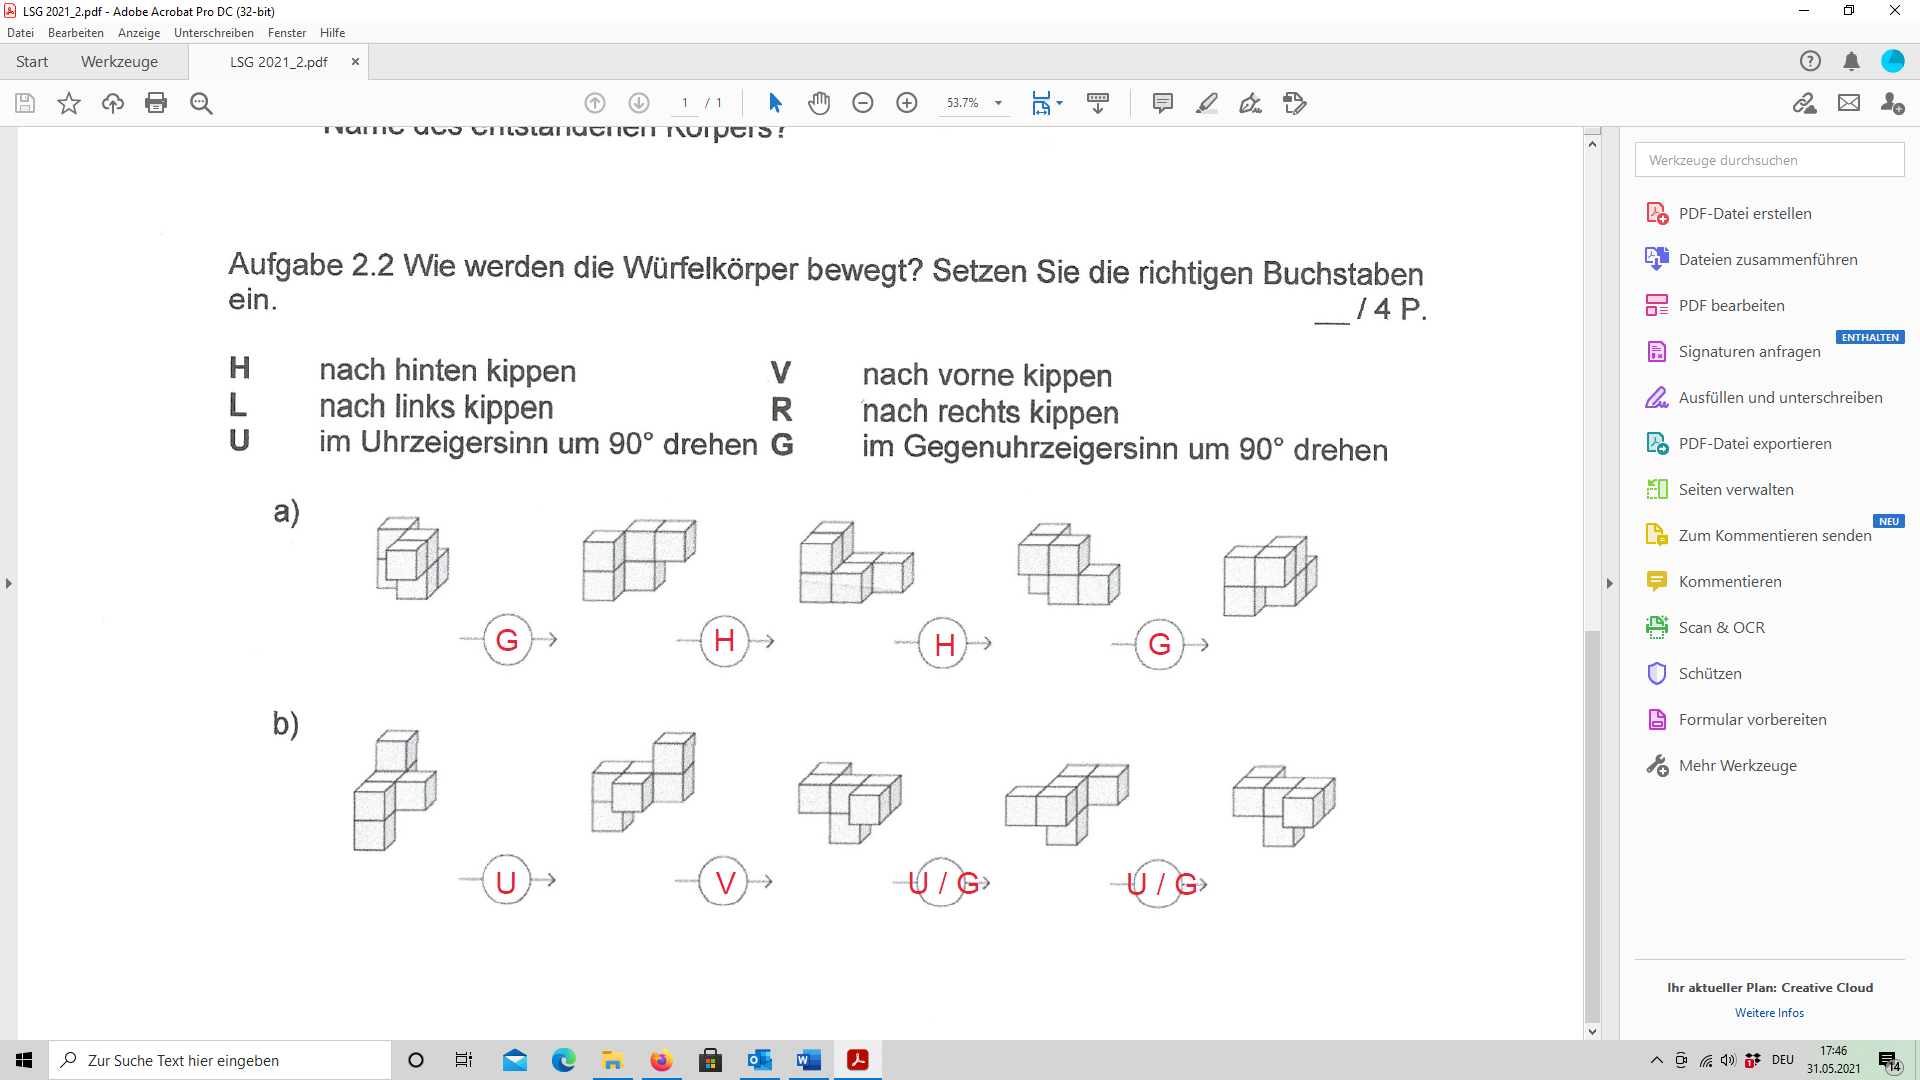 LSG 2021_2.pdf - Adobe Acrobat Pro DC (32-bit)
Datei Bearbeiten Anzeige Unterschreiben Fenster Hilfe
Start Werkzeuge LSG 2021_2.pdf ×
1 / 1 53.7%
Name des entstandenen Körpers?
Aufgabe 2.2 Wie werden die Würfelkörper bewegt? Setzen Sie die richtigen Buchstaben
ein. __ / 4 P.
H nach hinten kippen V nach vorne kippen
L nach links kippen R nach rechts kippen
U im Uhrzeigersinn um 90° drehen G im Gegenuhrzeigersinn um 90° drehen
a)
G H H G
b)
U V U / G U / G
Werkzeuge durchsuchen
PDF-Datei erstellen
Dateien zusammenführen
PDF bearbeiten
ENTHALTEN
Signaturen anfragen
Ausfüllen und unterschreiben
PDF-Datei exportieren
Seiten verwalten
NEU
Zum Kommentieren senden
Kommentieren
Scan & OCR
Schützen
Formular vorbereiten
Mehr Werkzeuge
Ihr aktueller Plan: Creative Cloud
Weitere Infos
Zur Suche Text hier eingeben
DEU 17:46
31.05.2021
14